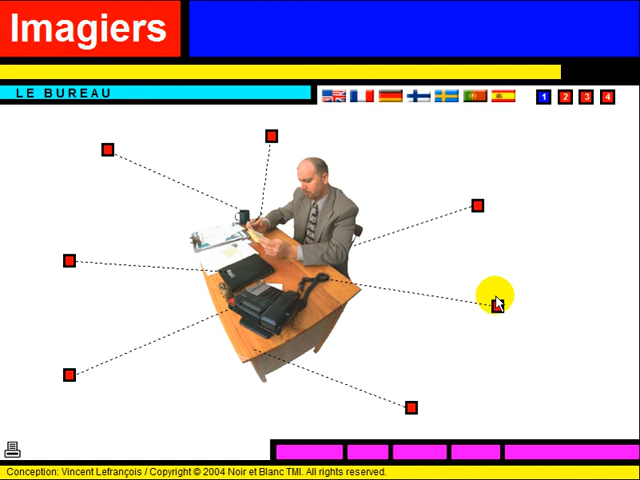 Imagiers
LE BUREAU
1 2 3 4
Conception: Vincent Lefrançois / Copyright © 2004 Noir et Blanc TMI. All rights reserved.